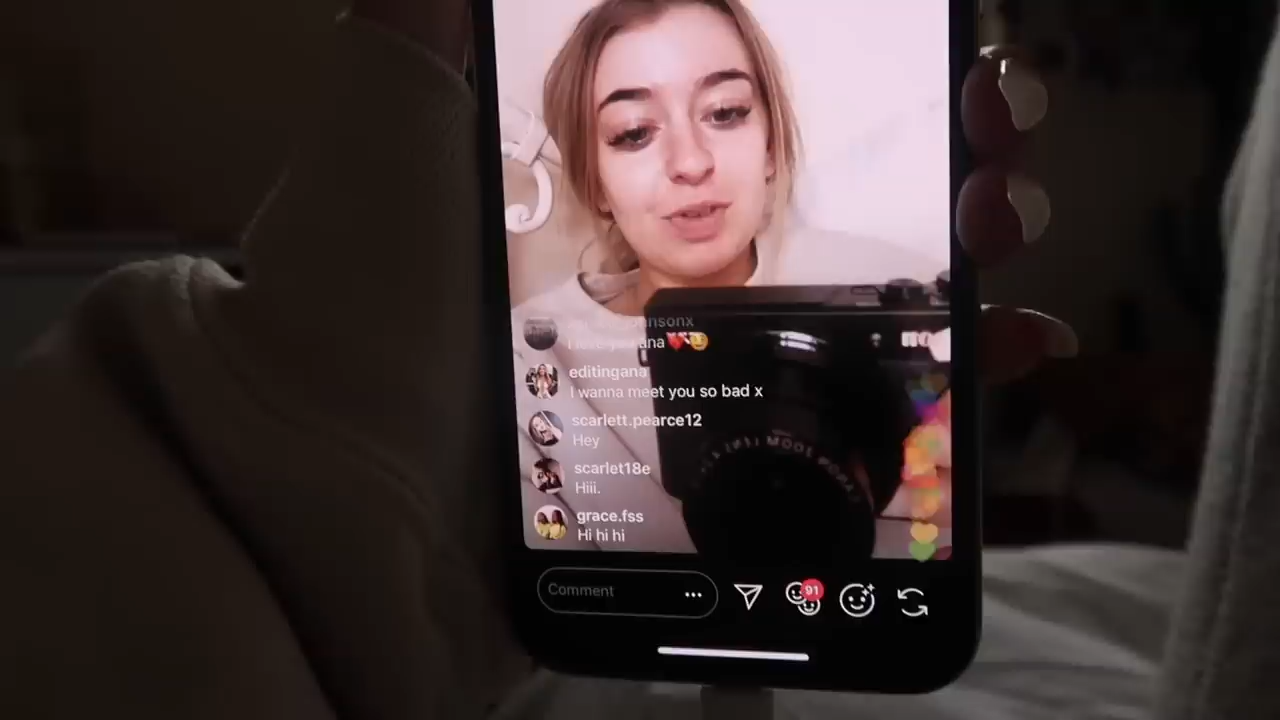 I love you ana
editingana
I wanna meet you so bad x
scarlett.pearce12
Hey
scarlet18e
Hiii.
grace.fss
Hi hi hi
Comment
91